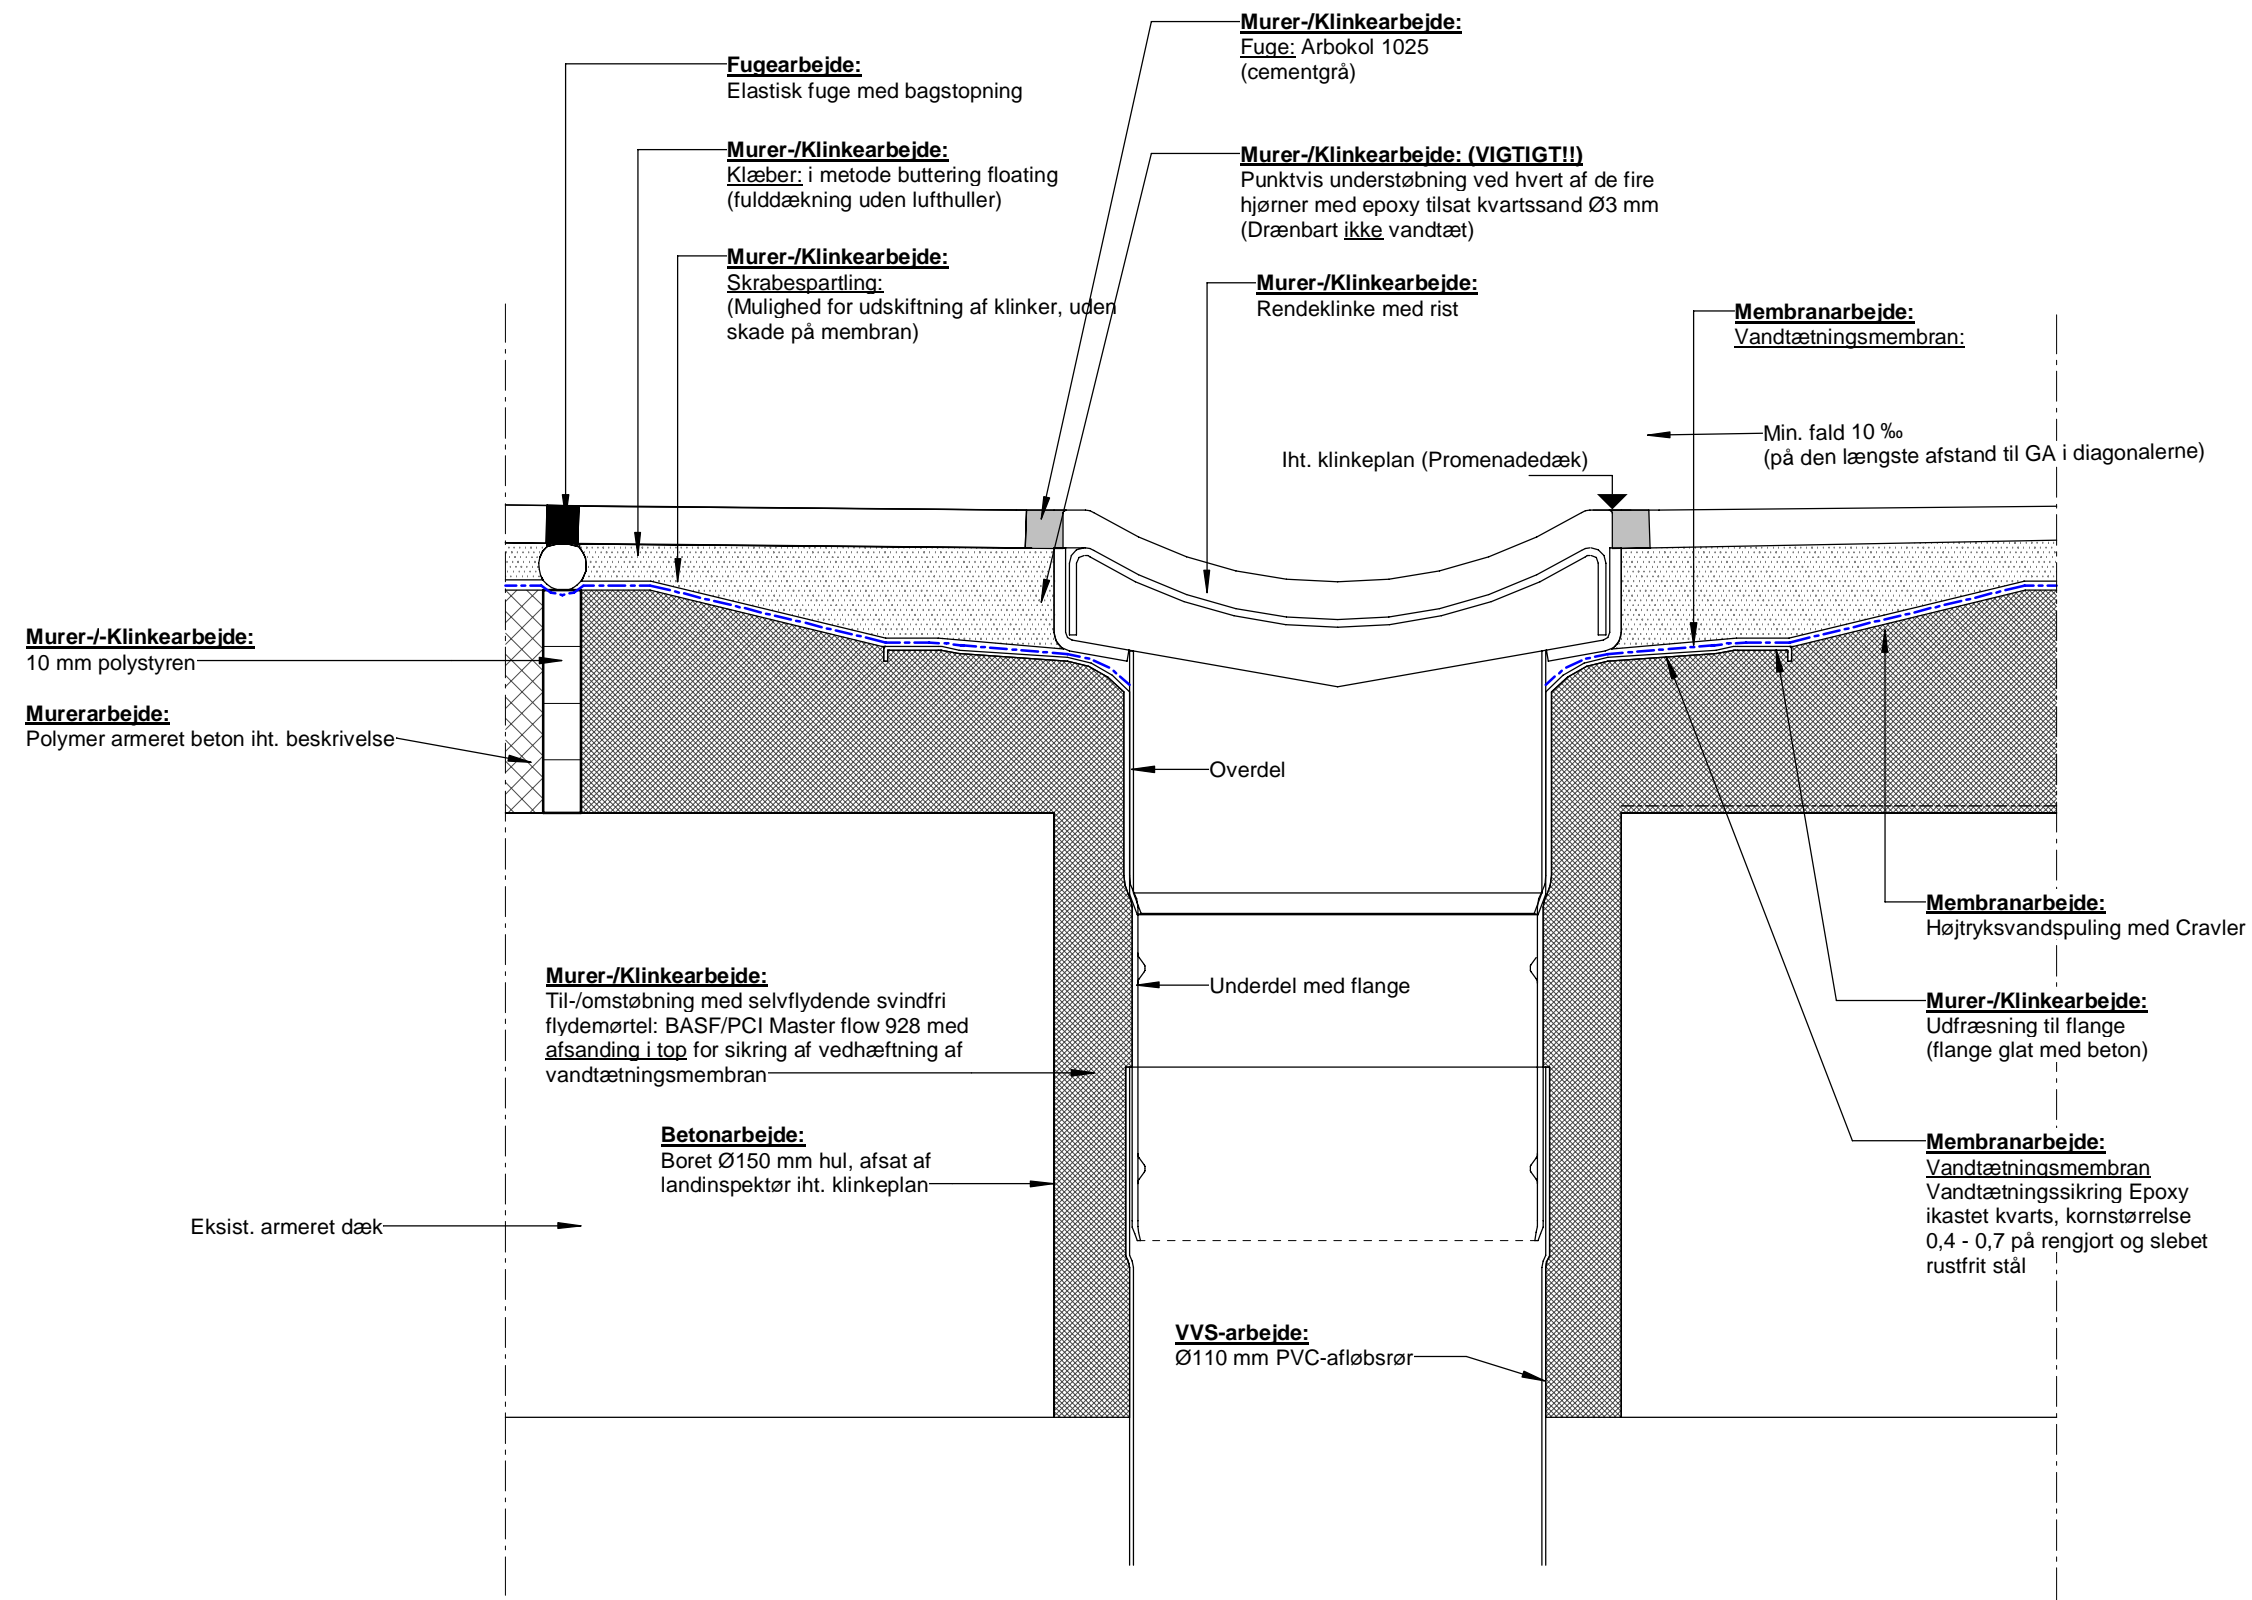 Murer-/Klinkearbejde:
Fuge: Arbokol 1025
(cementgrå)
Fugearbejde:
Elastisk fuge med bagstopning
Murer-/Klinkearbejde:
Klæber: i metode buttering floating
(fulddækning uden lufthuller)
Murer-/Klinkearbejde: (VIGTIGT!!)
Punktvis understøbning ved hvert af de fire
hjørner med epoxy tilsat kvartssand Ø3 mm
(Drænbart ikke vandtæt)
Murer-/Klinkearbejde:
Skrabespartling:
(Mulighed for udskiftning af klinker, uden
skade på membran)
Murer-/Klinkearbejde:
Rendeklinke med rist
Membranarbejde:
Vandtætningsmembran:
Min. fald 10 ‰
(på den længste afstand til GA i diagonalerne)
Iht. klinkeplan (Promenadedæk)
Murer-/-Klinkearbejde:
10 mm polystyren
Murerarbejde:
Polymer armeret beton iht. beskrivelse
Overdel
Membranarbejde:
Højtryksvandspuling med Cravler
Murer-/Klinkearbejde:
Til-/omstøbning med selvflydende svindfri
flydemørtel: BASF/PCI Master flow 928 med
afsanding i top for sikring af vedhæftning af
vandtætningsmembran
Underdel med flange
Murer-/Klinkearbejde:
Udfræsning til flange
(flange glat med beton)
Betonarbejde:
Boret Ø150 mm hul, afsat af
landinspektør iht. klinkeplan
Membranarbejde:
Vandtætningsmembran
Vandtætningssikring Epoxy
ikastet kvarts, kornstørrelse
0,4 - 0,7 på rengjort og slebet
rustfrit stål
Eksist. armeret dæk
VVS-arbejde:
Ø110 mm PVC-afløbsrør